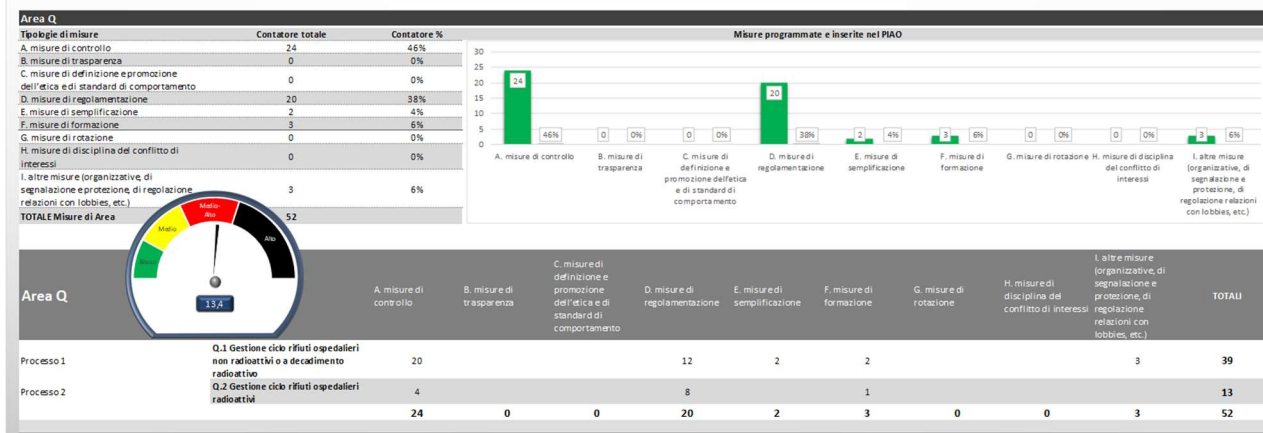 Area Q
Tipologie di misure Contatore totale Contatore %
A. misure di controllo 24 46%
B. misure di trasparenza 0 0%
C. misure di definizione e promozione
dell'etica e di standard di comportamento 0 0%
D. misure di regolamentazione 20 38%
E. misure di semplificazione 2 4%
F. misure di formazione 3 6%
G. misure di rotazione 0 0%
H. misure di disciplina del conflitto di
interessi 0 0%
I. altre misure (organizzative, di
segnalazione e protezione, di regolazione 3 6%
relazioni con lobbies, etc.)
TOTALE Misure di Area 52
Misure programmate e inserite nel PIAO
30
25
20
15
10
5
0
24 46% 0 0% 0 0% 20 38% 2 4% 3 6% 0 0% 0 0% 3 6%
A. misure di controllo
B. misure di
trasparenza
C. misure di
definizione e
promozione dell'etica
e di standard di
comportamento
D. misure di
regolamentazione
E. misure di
semplificazione
F. misure di
formazione
G. misure di rotazione
H. misure di disciplina
del conflitto di
interessi
I. altre misure
(organizzative, di
segnalazione e
protezione, di
regolazione relazioni
con lobbies, etc.)
Medio
Medio-
Alto
Alto
13,4
Area Q
A. misure di
controllo
B. misure di
trasparenza
C. misure di
definizione e
promozione
dell'etica e di
standard di
comportamento
D. misure di
regolamentazione
E. misure di
semplificazione
F. misure di
formazione
G. misure di
rotazione
H. misure di
disciplina del
conflitto di interessi
I. altre misure
(organizzative, di
segnalazione e
protezione, di
regolazione
relazioni con
lobbies, etc.)
TOTALI
Processo 1
Q.1 Gestione ciclo rifiuti ospedalieri
non radioattivi o a decadimento
radioattivo
20 12 2 2 3 39
Processo 2
Q.2 Gestione ciclo rifiuti ospedalieri
radioattivi
4 8 1 13
24 0 0 20 2 3 0 0 3 52